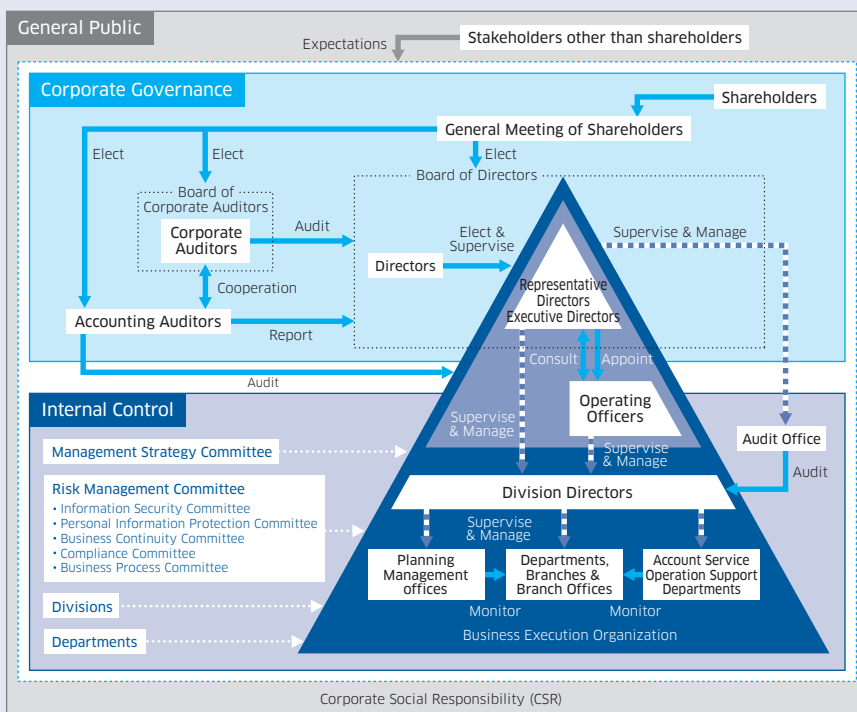 General Public
Stakeholders other than shareholders
Expectations
Corporate Governance
Shareholders
General Meeting of Shareholders
Elect
Elect
Elect
Board of Directors
Board of
Corporate Auditors
Corporate
Auditors
Audit
Elect &
Supervise
Supervise & Manage
Directors
Cooperation
Representative
Directors
Executive Directors
Accounting Auditors
Report
Consult
Appoint
Audit
Internal Control
Operating
Officers
Supervise
& Manage
Audit Office
Management Strategy Committee
Supervise
& Manage
Audit
Risk Management Committee
• Information Security Committee
• Personal Information Protection Committee
• Business Continuity Committee
• Compliance Committee
• Business Process Committee
Division Directors
Supervise
& Manage
Planning
Management
offices
Departments,
Branches &
Branch Offices
Account Service
Operation Support
Departments
Divisions
Monitor
Monitor
Departments
Business Execution Organization
Corporate Social Responsibility (CSR)